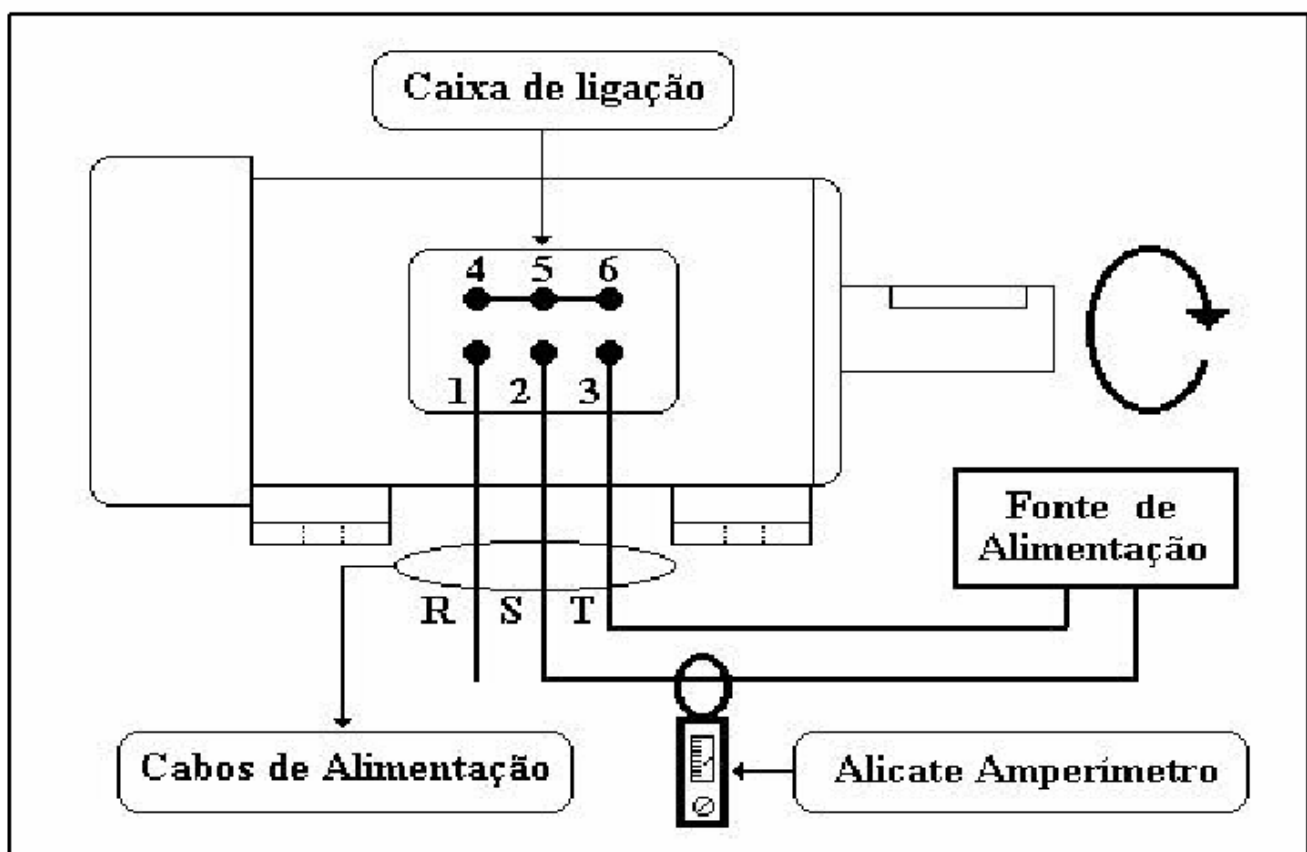 Caixa de ligação
4 5 6
1 2 3
Fonte de
Alimentação
R S T
Cabos de Alimentação
Alicate Amperímetro